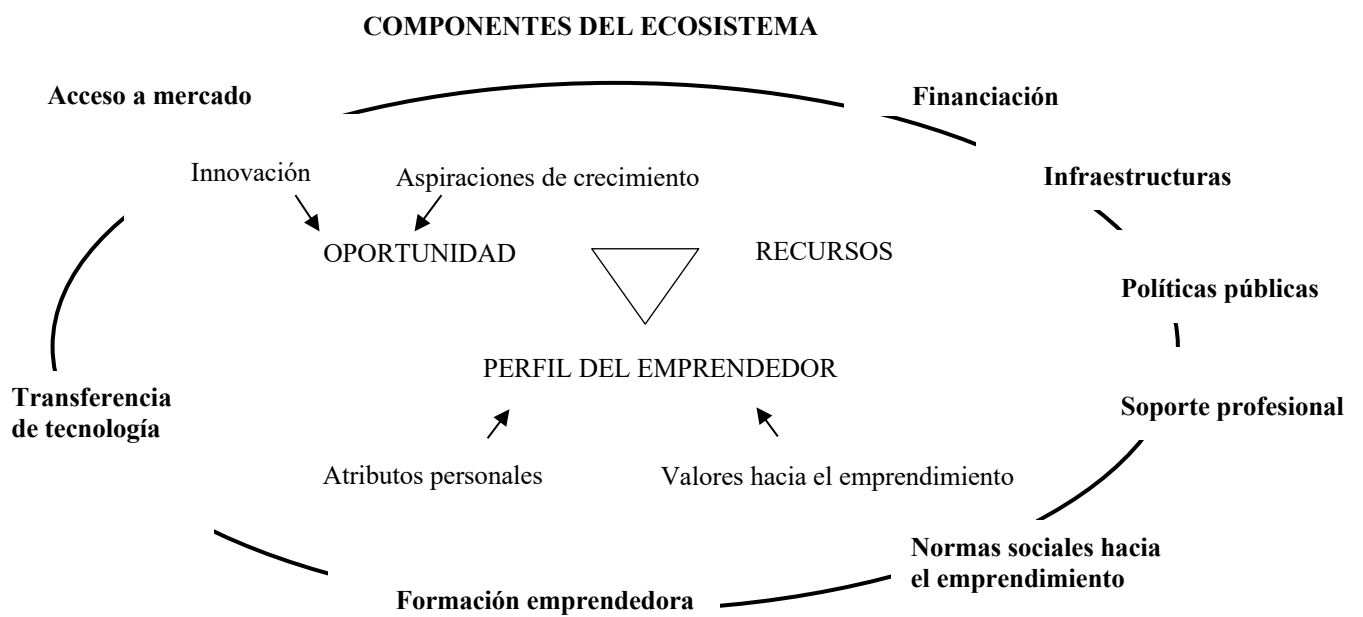 COMPONENTES DEL ECOSISTEMA
Acceso a mercado
Financiación
Innovación
Aspiraciones de crecimiento
Infraestructuras
OPORTUNIDAD
RECURSOS
Políticas públicas
PERFIL DEL EMPRENDEDOR
Transferencia
de tecnología
Soporte profesional
Atributos personales
Valores hacia el emprendimiento
Normas sociales hacia
el emprendimiento
Formación emprendedora